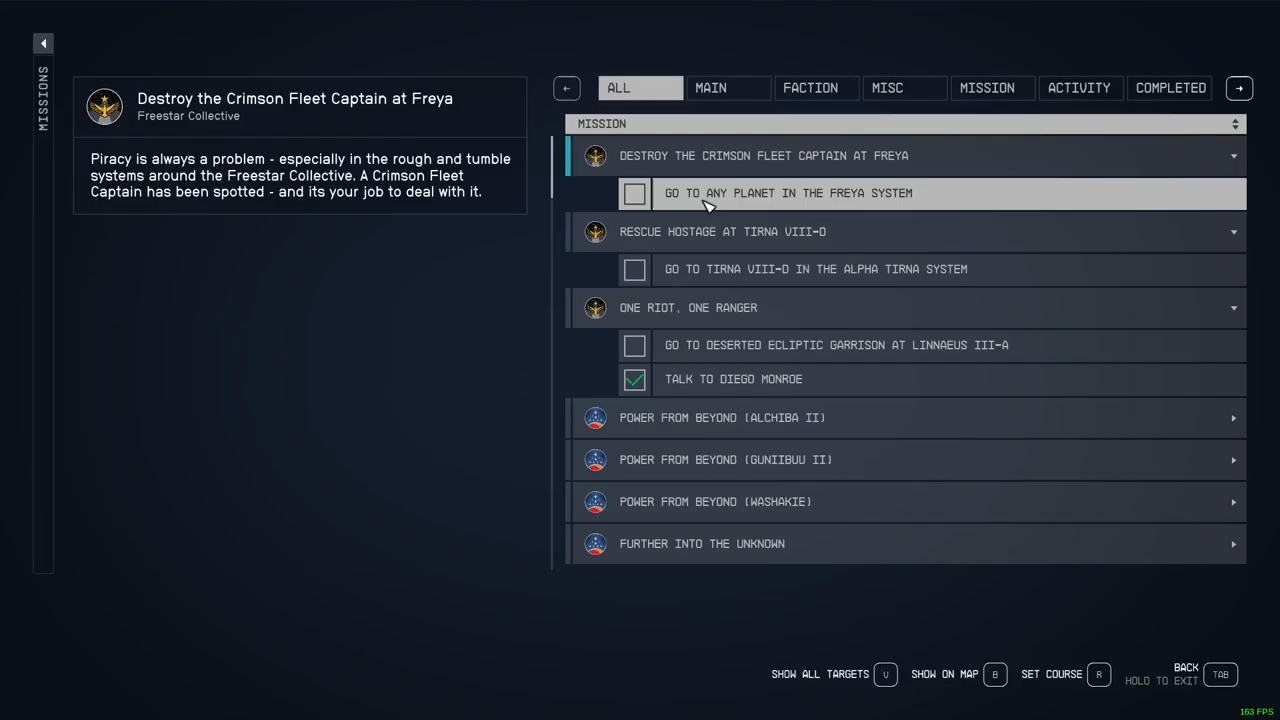 MISSIONS
Destroy the Crimson Fleet Captain at Freya
Freestar Collective
Piracy is always a problem - especially in the rough and tumble
systems around the Freestar Collective. A Crimson Fleet
Captain has been spotted - and its your job to deal with it.
ALL MAIN FACTION MISC MISSION ACTIVITY COMPLETED
MISSION
DESTROY THE CRIMSON FLEET CAPTAIN AT FREYA
GO TO ANY PLANET IN THE FREYA SYSTEM
RESCUE HOSTAGE AT TIRNA VIII-D
GO TO TIRNA VIII-D IN THE ALPHA TIRNA SYSTEM
ONE RIOT, ONE RANGER
GO TO DESERTED ECLIPTIC GARRISON AT LINNAEUS III-A
TALK TO DIEGO MONROE
POWER FROM BEYOND (ALCHIBA II)
POWER FROM BEYOND (GUNIIBUU II)
POWER FROM BEYOND (WASHAKIE)
FURTHER INTO THE UNKNOWN
SHOW ALL TARGETS V SHOW ON MAP B SET COURSE R BACK TAB
HOLD TO EXIT
163 FPS